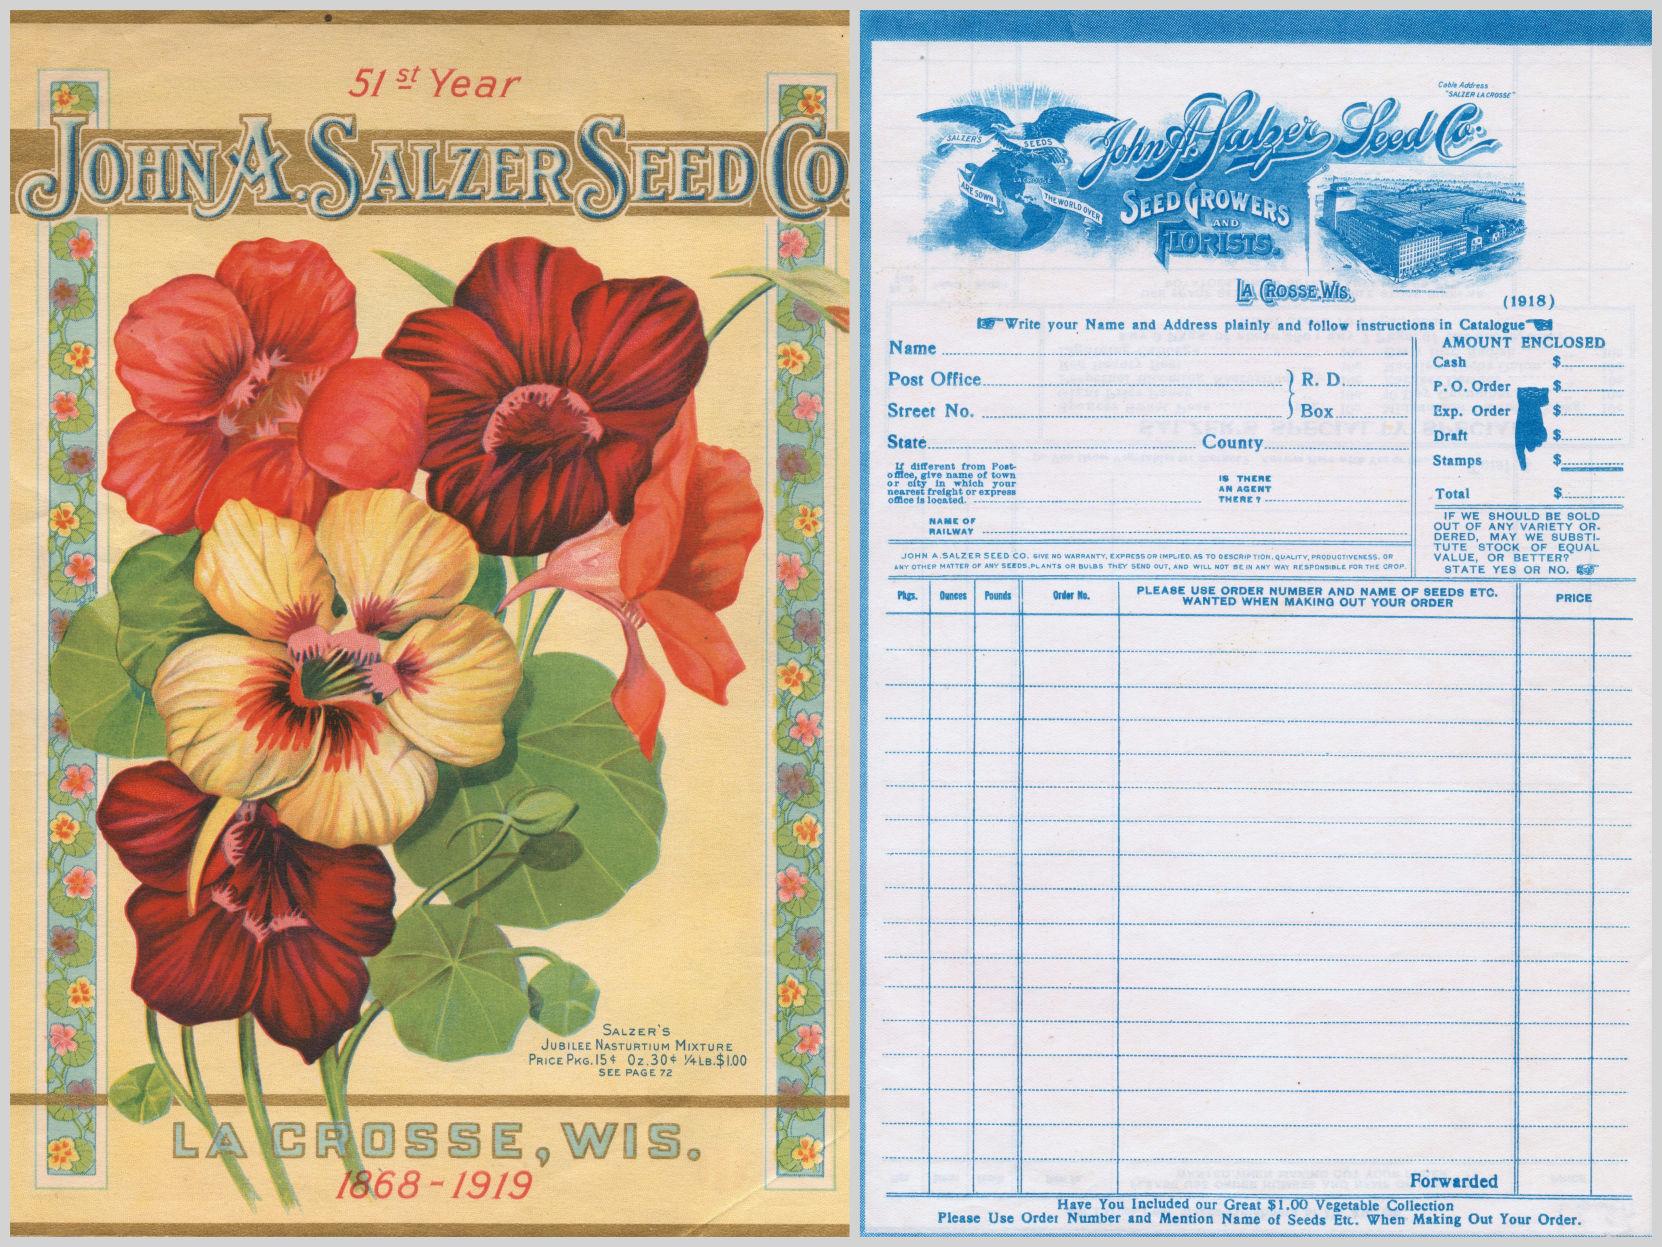 51st Year
JOHN A. SALZER SEED CO.
SALZER'S
JUBILEE NASTURTIUM MIXTURE
PRICE PKG. 15¢ OZ. 30¢ ¼ LB. $1.00
SEE PAGE 72
LA CROSSE, WIS.
1868-1919
Cable Address
"SALZER LA CROSSE"
SALZER'S SEEDS
LA CROSSE
ARE SOWN THE WORLD OVER
John A. Salzer Seed Co.
SEED GROWERS
AND
FLORISTS.
LA CROSSE, WIS.
(1918)
Write your Name and Address plainly and follow instructions in Catalogue
Name
Post Office
R. D.
Street No.
Box
State
County
If different from Post-
office, give name of town
or city in which your
nearest freight or express
office is located.
IS THERE
AN AGENT
THERE?
NAME OF
RAILWAY
AMOUNT ENCLOSED
Cash $
P. O. Order $
Exp. Order $
Draft $
Stamps $
Total $
JOHN A. SALZER SEED CO. GIVE NO WARRANTY, EXPRESS OR IMPLIED, AS TO DESCRIPTION, QUALITY, PRODUCTIVENESS, OR
ANY OTHER MATTER OF ANY SEEDS, PLANTS OR BULBS THEY SEND OUT, AND WILL NOT BE IN ANY WAY RESPONSIBLE FOR THE CROP.
IF WE SHOULD BE SOLD
OUT OF ANY VARIETY OR-
DERED, MAY WE SUBSTI-
TUTE STOCK OF EQUAL
VALUE, OR BETTER?
STATE YES OR NO.
Pkgs.
Ounces
Pounds
Order No.
PLEASE USE ORDER NUMBER AND NAME OF SEEDS ETC.
WANTED WHEN MAKING OUT YOUR ORDER
PRICE
Forwarded
Have You Included our Great $1.00 Vegetable Collection
Please Use Order Number and Mention Name of Seeds Etc. When Making Out Your Order.